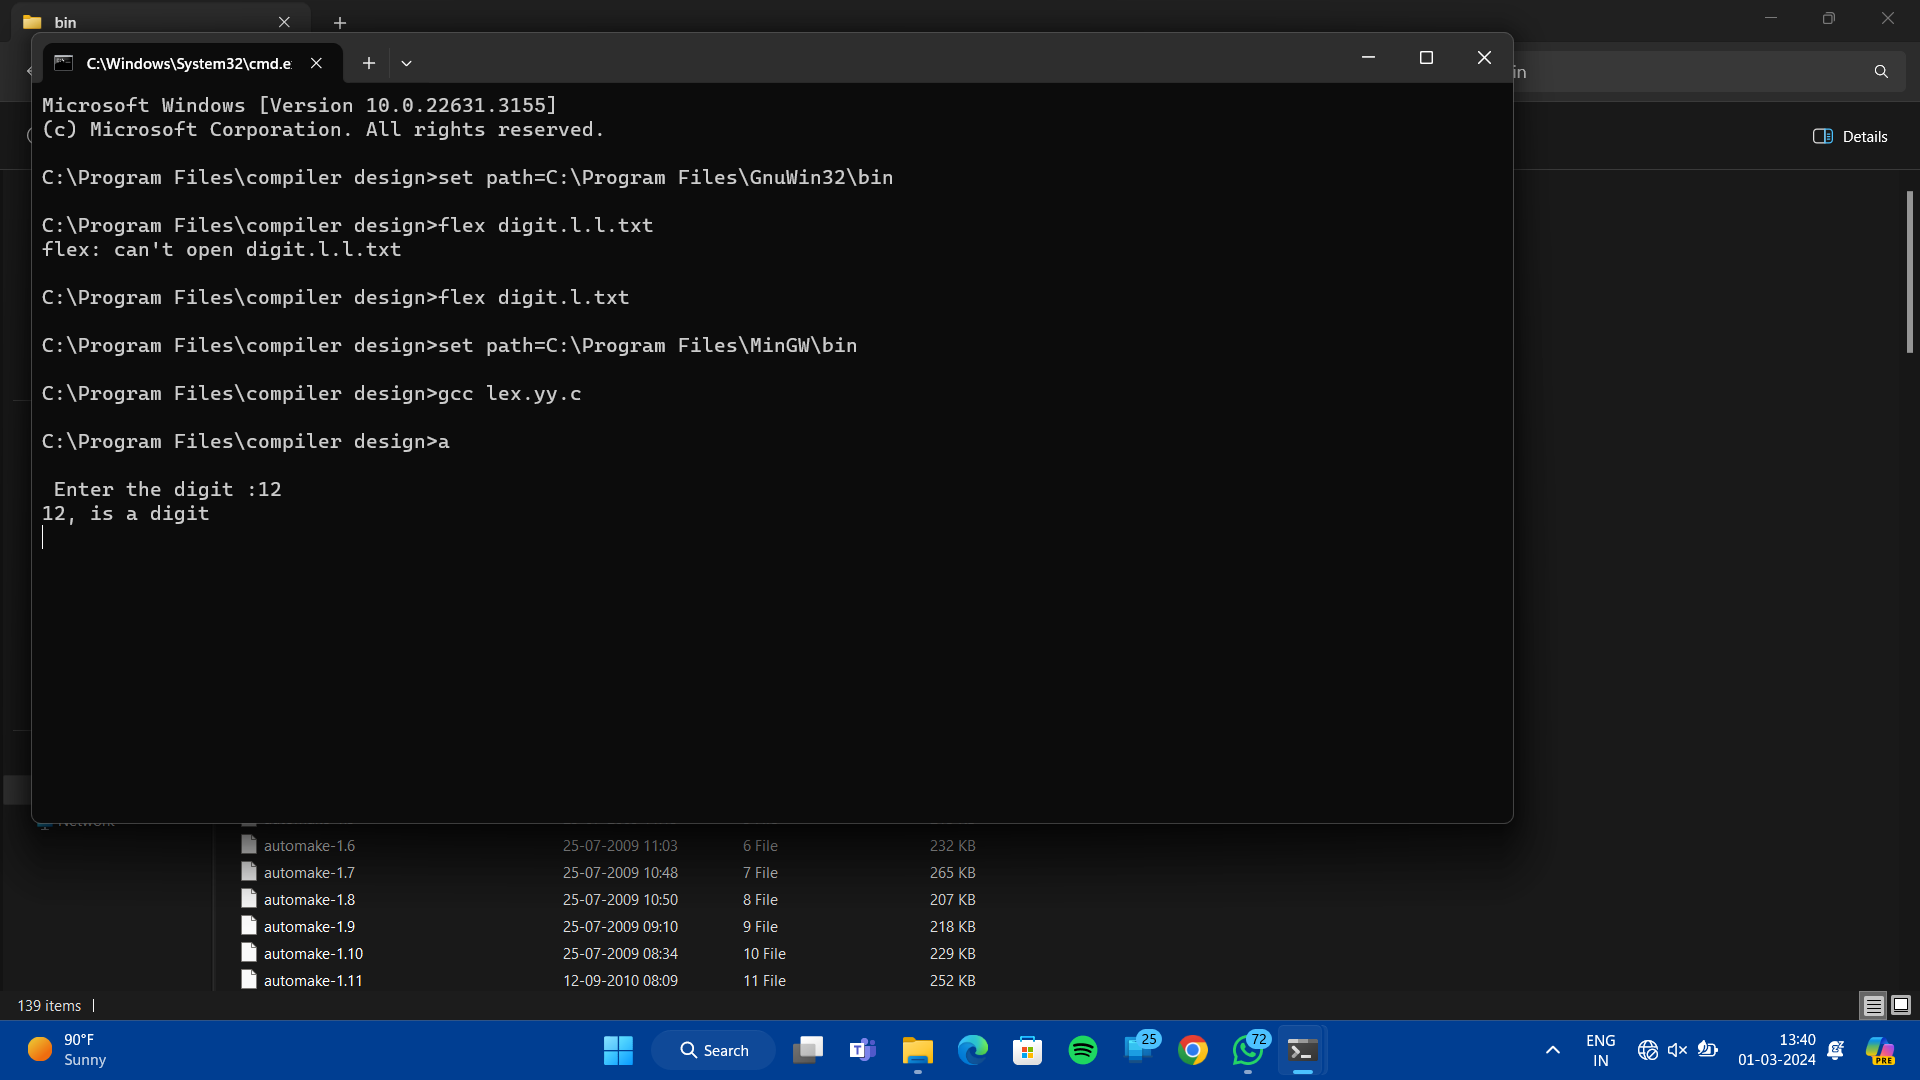 bin
C:\Windows\System32\cmd.e
in
Details
Microsoft Windows [Version 10.0.22631.3155]
(c) Microsoft Corporation. All rights reserved.
C:\Program Files\compiler design>set path=C:\Program Files\GnuWin32\bin
C:\Program Files\compiler design>flex digit.l.l.txt
flex: can't open digit.l.l.txt
C:\Program Files\compiler design>flex digit.l.txt
C:\Program Files\compiler design>set path=C:\Program Files\MinGW\bin
C:\Program Files\compiler design>gcc lex.yy.c
C:\Program Files\compiler design>a
Enter the digit :12
12, is a digit
automake-1.6 25-07-2009 11:03 6 File 232 KB
automake-1.7 25-07-2009 10:48 7 File 265 KB
automake-1.8 25-07-2009 10:50 8 File 207 KB
automake-1.9 25-07-2009 09:10 9 File 218 KB
automake-1.10 25-07-2009 08:34 10 File 229 KB
automake-1.11 12-09-2010 08:09 11 File 252 KB
139 items
90°F
Sunny
Search
25
72
ENG
IN
13:40
01-03-2024
PRE